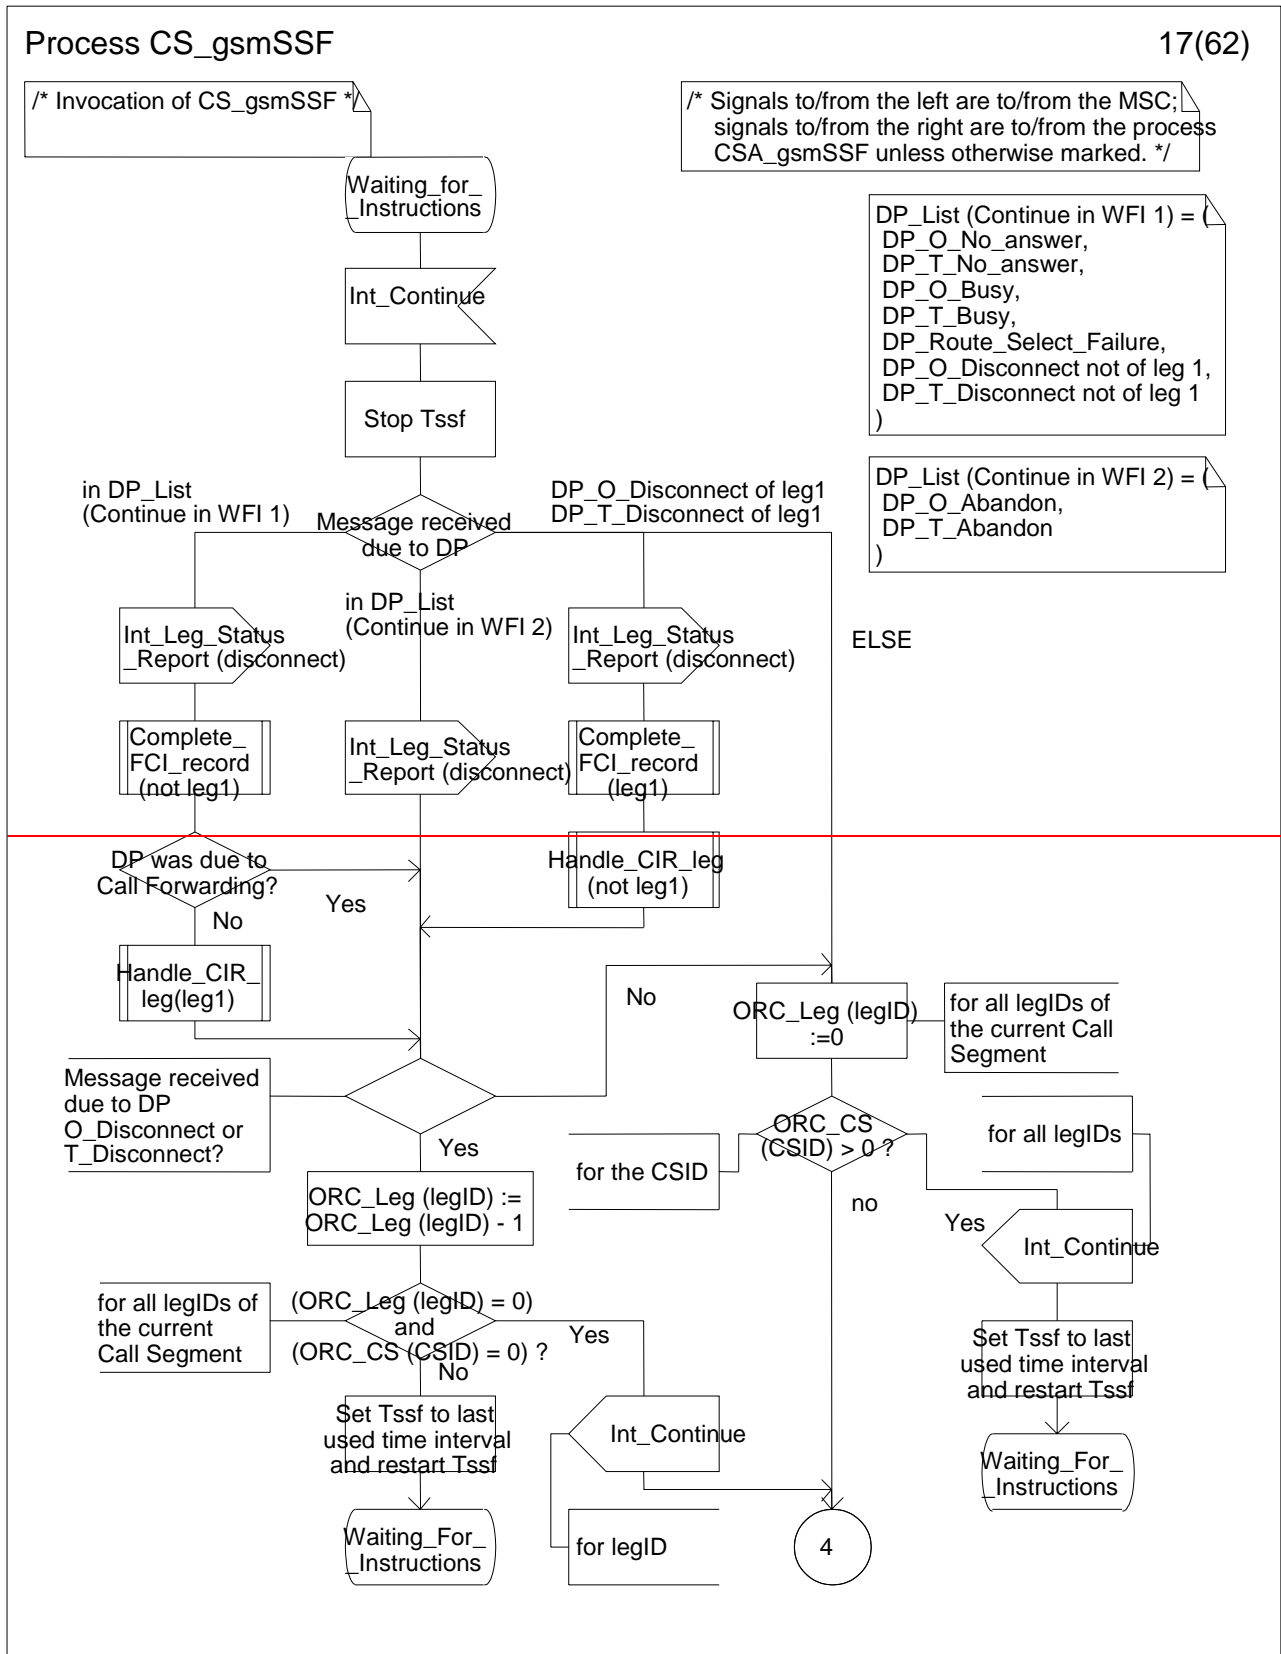 Process CS_gsmSSF
17(62)
/* Invocation of CS_gsmSSF */
/* Signals to/from the left are to/from the MSC;
signals to/from the right are to/from the process
CSA_gsmSSF unless otherwise marked. */
Waiting_for_
_Instructions
DP_List (Continue in WFI 1) = (
DP_O_No_answer,
DP_T_No_answer,
DP_O_Busy,
DP_T_Busy,
DP_Route_Select_Failure,
DP_O_Disconnect not of leg 1,
DP_T_Disconnect not of leg 1
)
Int_Continue
Stop Tssf
DP_List (Continue in WFI 2) = (
DP_O_Abandon,
DP_T_Abandon
)
in DP_List
(Continue in WFI 1)
Message received
due to DP
DP_O_Disconnect of leg1
DP_T_Disconnect of leg1
in DP_List
(Continue in WFI 2)
ELSE
Int_Leg_Status
_Report (disconnect)
Int_Leg_Status
_Report (disconnect)
Complete_
FCI_record
(not leg1)
Int_Leg_Status
_Report (disconnect)
Complete_
FCI_record
(leg1)
DP was due to
Call Forwarding?
Yes
No
Handle_CIR_leg
(not leg1)
Handle_CIR_
leg(leg1)
No
ORC_Leg (legID)
:=0
for all legIDs of
the current Call
Segment
Message received
due to DP
O_Disconnect or
T_Disconnect?
Yes
for the CSID
ORC_CS
(CSID) > 0 ?
for all legIDs
no
Yes
Int_Continue
ORC_Leg (legID) :=
ORC_Leg (legID) - 1
for all legIDs of
the current
Call Segment
(ORC_Leg (legID) = 0)
and
(ORC_CS (CSID) = 0) ?
Yes
No
Set Tssf to last
used time interval
and restart Tssf
Set Tssf to last
used time interval
and restart Tssf
Int_Continue
Waiting_For_
_Instructions
Waiting_For_
_Instructions
for legID
4